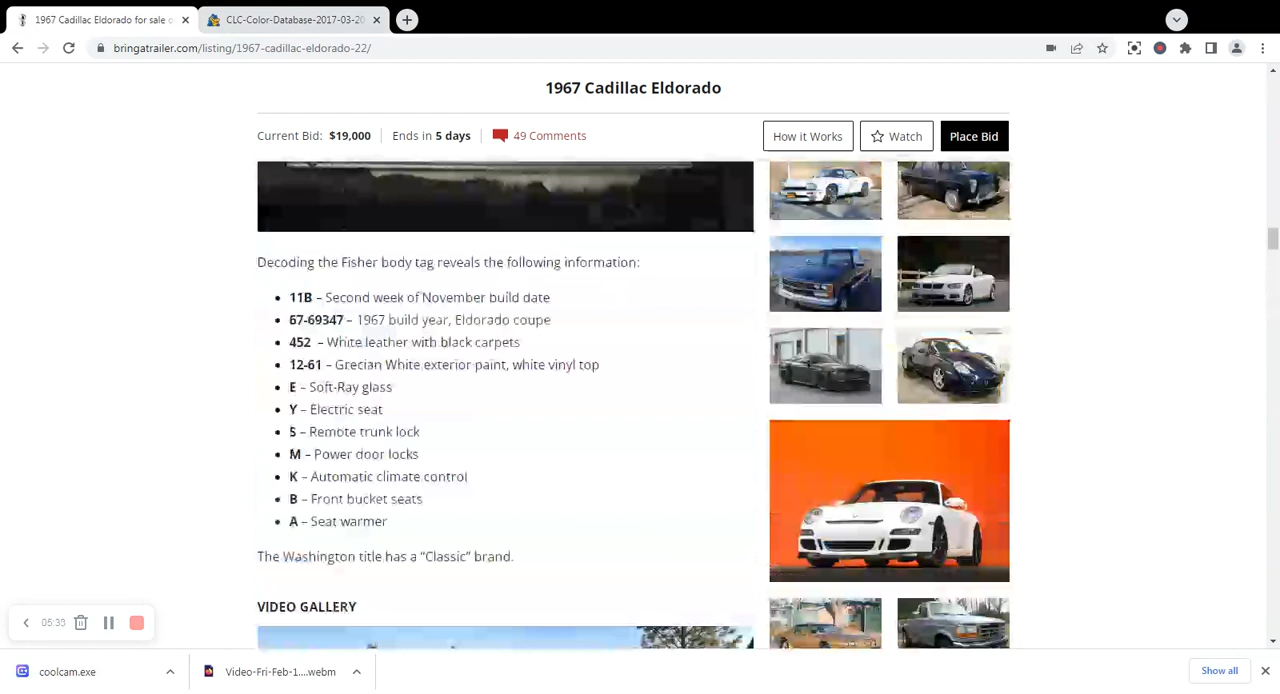 1967 Cadillac Eldorado for sale o
CLC-Color-Database-2017-03-20
bringatrailer.com/listing/1967-cadillac-eldorado-22/
1967 Cadillac Eldorado
Current Bid: $19,000
Ends in 5 days
49 Comments
How it Works
Watch
Place Bid
Decoding the Fisher body tag reveals the following information:
• 11B – Second week of November build date
• 67-69347 – 1967 build year, Eldorado coupe
• 452 – White leather with black carpets
• 12-61 – Grecian White exterior paint, white vinyl top
• E – Soft-Ray glass
• Y – Electric seat
• S – Remote trunk lock
• M – Power door locks
• K – Automatic climate control
• B – Front bucket seats
• A – Seat warmer
The Washington title has a “Classic” brand.
VIDEO GALLERY
05:33
coolcam.exe
Video-Fri-Feb-1....webm
Show all